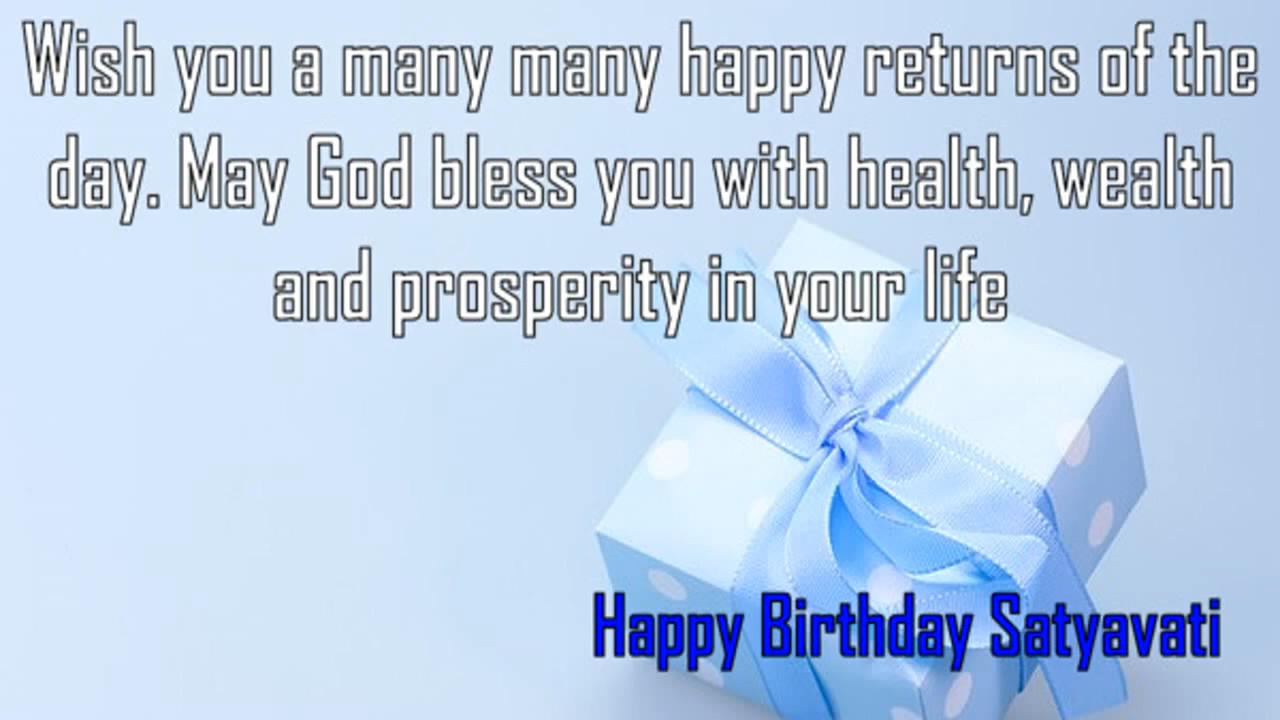 Wish you a many many happy returns of the
day. May God bless you with health, wealth
and prosperity in your life
Happy Birthday Satyavati